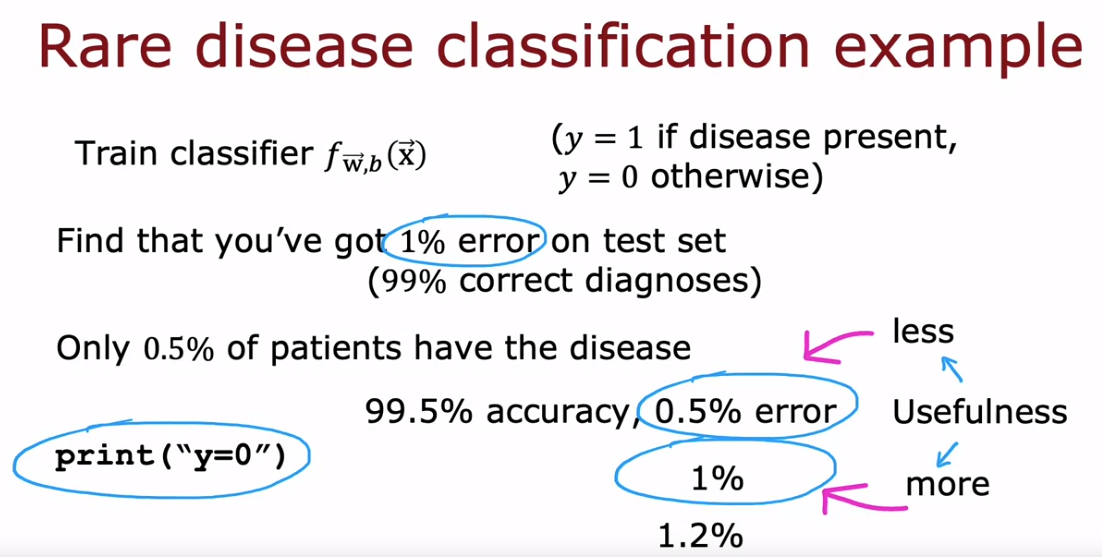 Rare disease classification example
Train classifier f_{\vec{w},b}(\vec{x})
(y = 1 if disease present,
y = 0 otherwise)
Find that you've got 1% error on test set
(99% correct diagnoses)
Only 0.5% of patients have the disease
less
99.5% accuracy, 0.5% error
Usefulness
print("y=0")
1%
more
1.2%